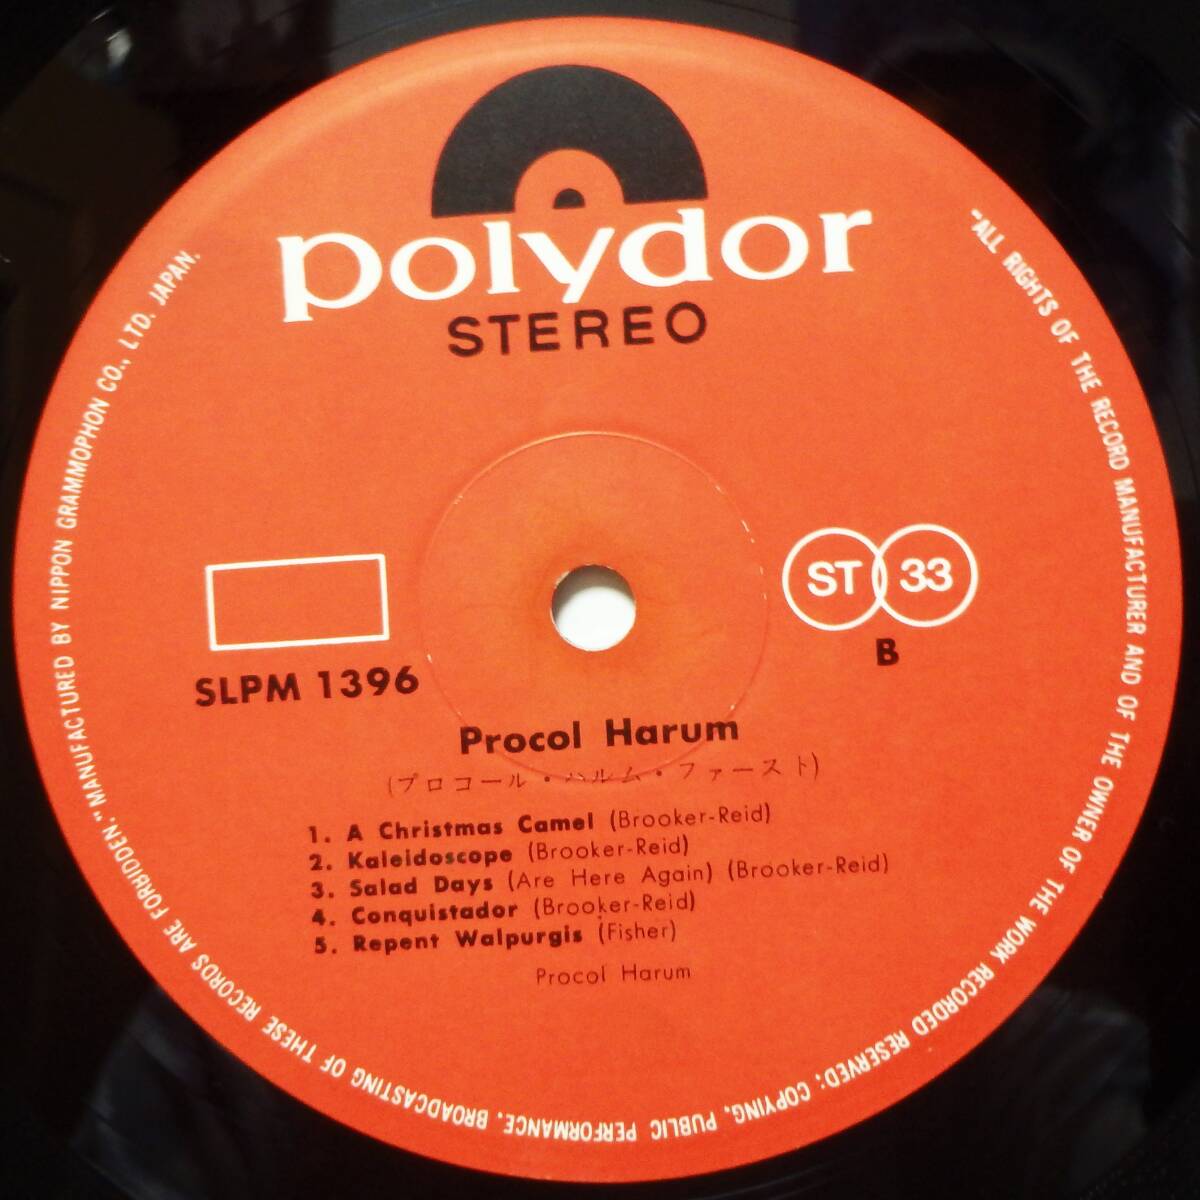 polydor
STEREO
ST 33
B
SLPM 1396
Procol Harum
(プロコール・ハルム・ファースト)
1. A Christmas Camel (Brooker-Reid)
2. Kaleidoscope (Brooker-Reid)
3. Salad Days (Are Here Again) (Brooker-Reid)
4. Conquistador (Brooker-Reid)
5. Repent Walpurgis (Fisher)
Procol Harum
"ALL RIGHTS OF THE RECORD MANUFACTURER AND OF THE OWNER OF THE WORK RECORDED RESERVED; COPYING, PUBLIC PERFORMANCE, BROADCASTING OF THESE RECORDS ARE FORBIDDEN." MANUFACTURED BY NIPPON GRAMMOPHON CO., LTD. JAPAN.